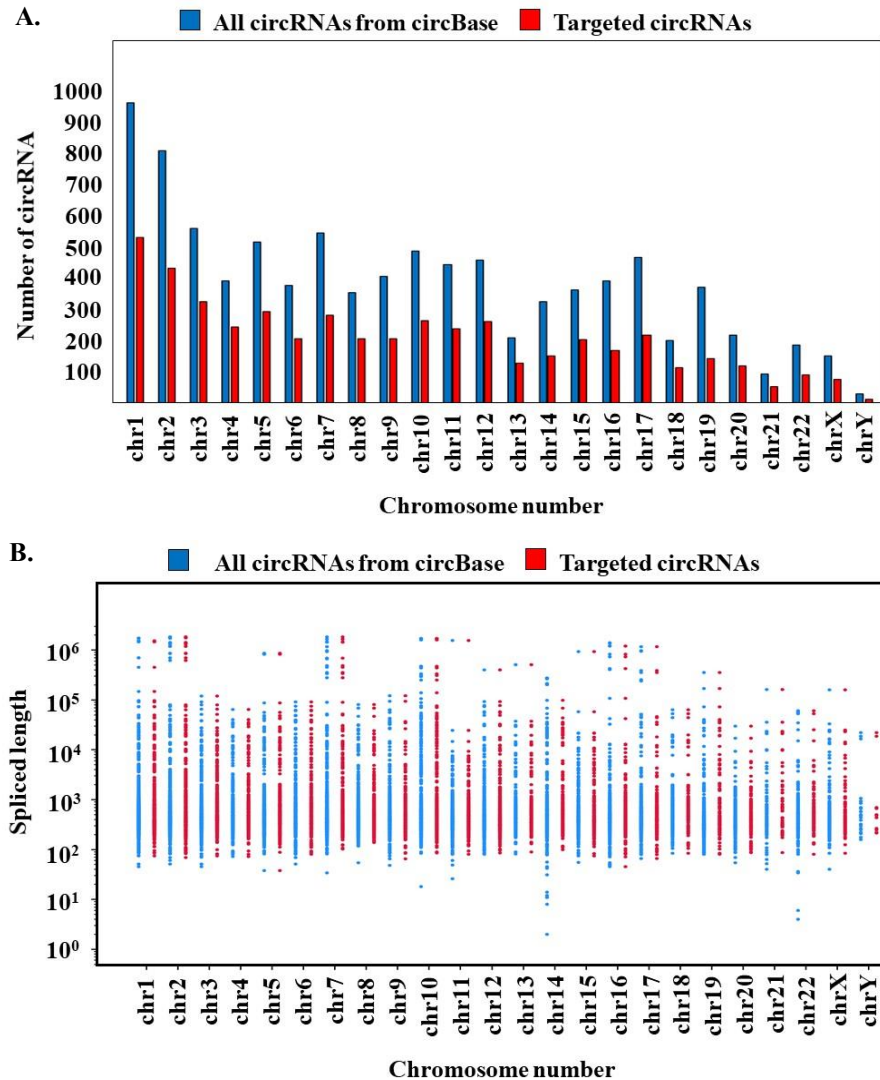 A.
All circRNAs from circBase Targeted circRNAs
Number of circRNA
1000
900
800
700
600
500
400
300
200
100
chr1 chr2 chr3 chr4 chr5 chr6 chr7 chr8 chr9 chr10 chr11 chr12 chr13 chr14 chr15 chr16 chr17 chr18 chr19 chr20 chr21 chr22 chrX chrY
Chromosome number
B.
All circRNAs from circBase Targeted circRNAs
Spliced length
10⁶
10⁵
10⁴
10³
10²
10¹
10⁰
chr1 chr2 chr3 chr4 chr5 chr6 chr7 chr8 chr9 chr10 chr11 chr12 chr13 chr14 chr15 chr16 chr17 chr18 chr19 chr20 chr21 chr22 chrX chrY
Chromosome number